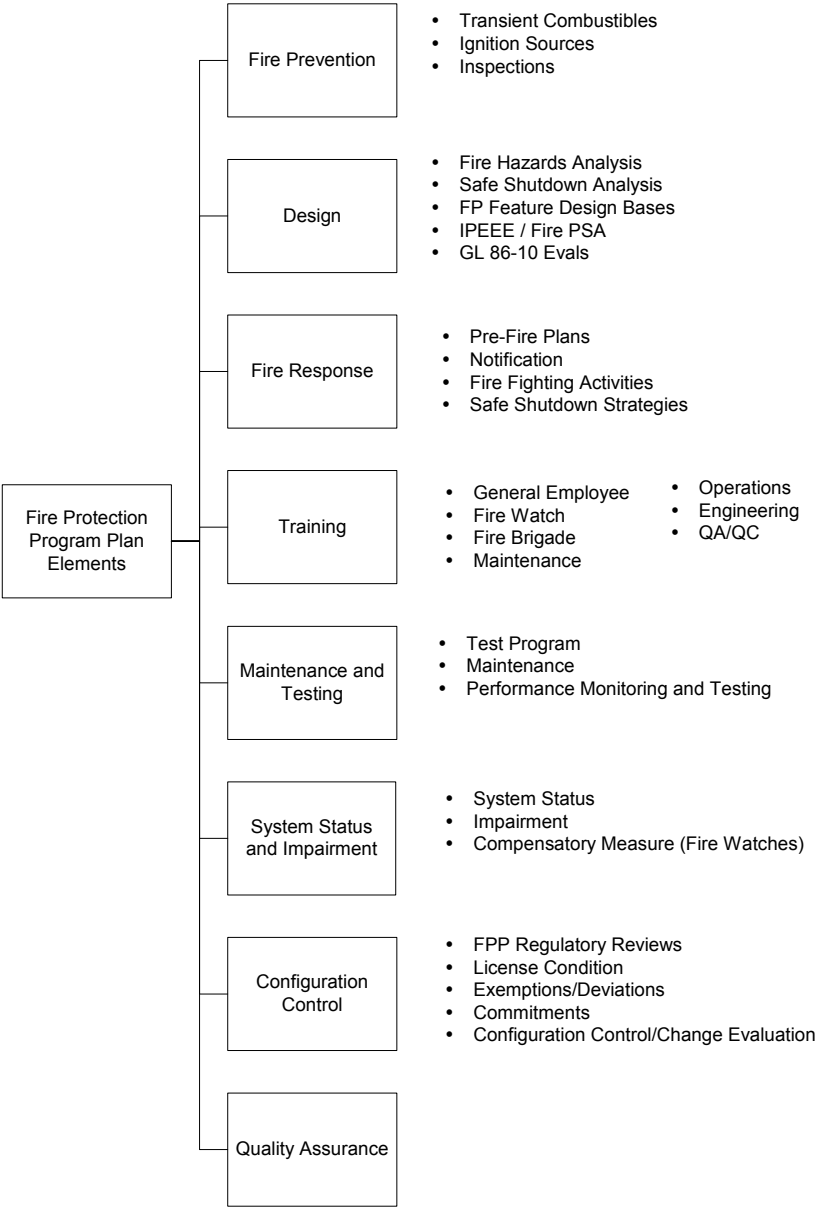 Fire Prevention
• Transient Combustibles
• Ignition Sources
• Inspections
Design
• Fire Hazards Analysis
• Safe Shutdown Analysis
• FP Feature Design Bases
• IPEEE / Fire PSA
• GL 86-10 Evals
Fire Response
• Pre-Fire Plans
• Notification
• Fire Fighting Activities
• Safe Shutdown Strategies
Fire Protection
Program Plan
Elements
Training
• General Employee
• Fire Watch
• Fire Brigade
• Maintenance
• Operations
• Engineering
• QA/QC
Maintenance and
Testing
• Test Program
• Maintenance
• Performance Monitoring and Testing
System Status
and Impairment
• System Status
• Impairment
• Compensatory Measure (Fire Watches)
Configuration
Control
• FPP Regulatory Reviews
• License Condition
• Exemptions/Deviations
• Commitments
• Configuration Control/Change Evaluation
Quality Assurance